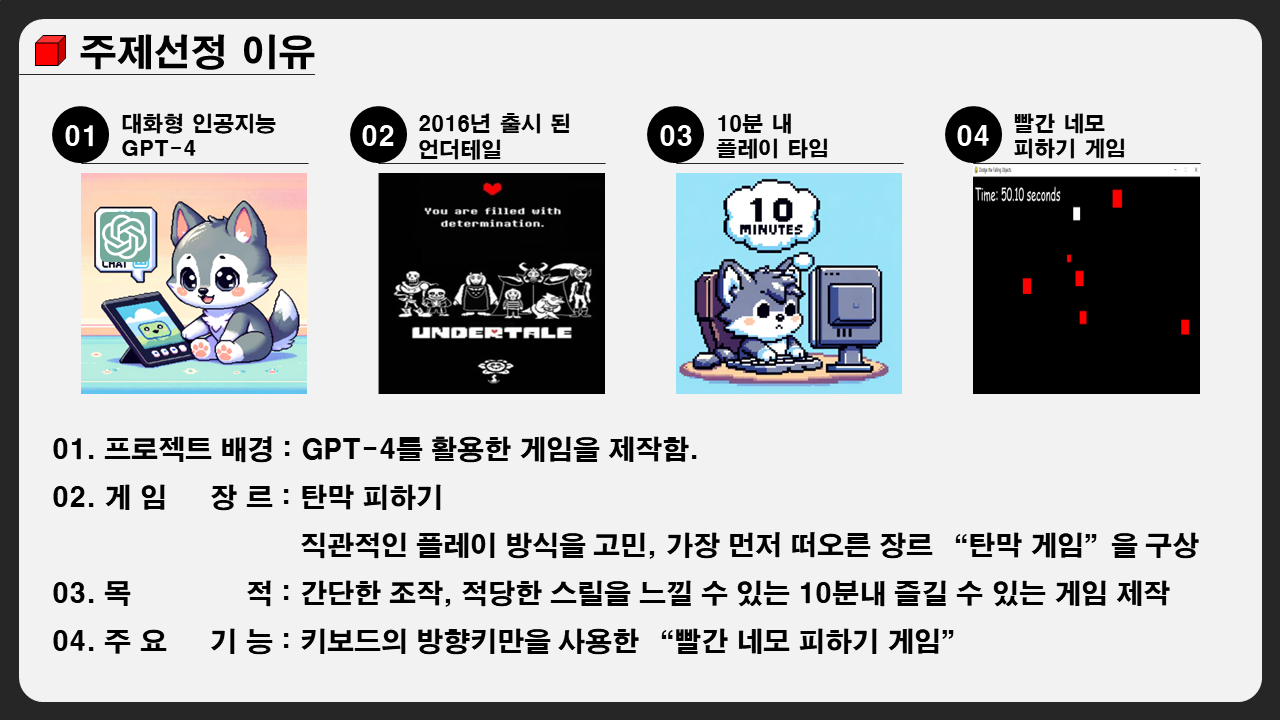 주제선정 이유
01
대화형 인공지능
GPT-4
02
2016년 출시 된
언더테일
03
10분 내
플레이 타임
04
빨간 네모
피하기 게임
CHAT
You are filled with
determination.
UNDERTALE
10
MINUTES
Dodge the Falling Objects
Time: 50.10 seconds
01. 프로젝트 배경 : GPT-4를 활용한 게임을 제작함.
02. 게 임 장 르 : 탄막 피하기
직관적인 플레이 방식을 고민, 가장 먼저 떠오른 장르 “탄막 게임” 을 구상
03. 목 적 : 간단한 조작, 적당한 스릴을 느낄 수 있는 10분내 즐길 수 있는 게임 제작
04. 주 요 기 능 : 키보드의 방향키만을 사용한 “빨간 네모 피하기 게임”